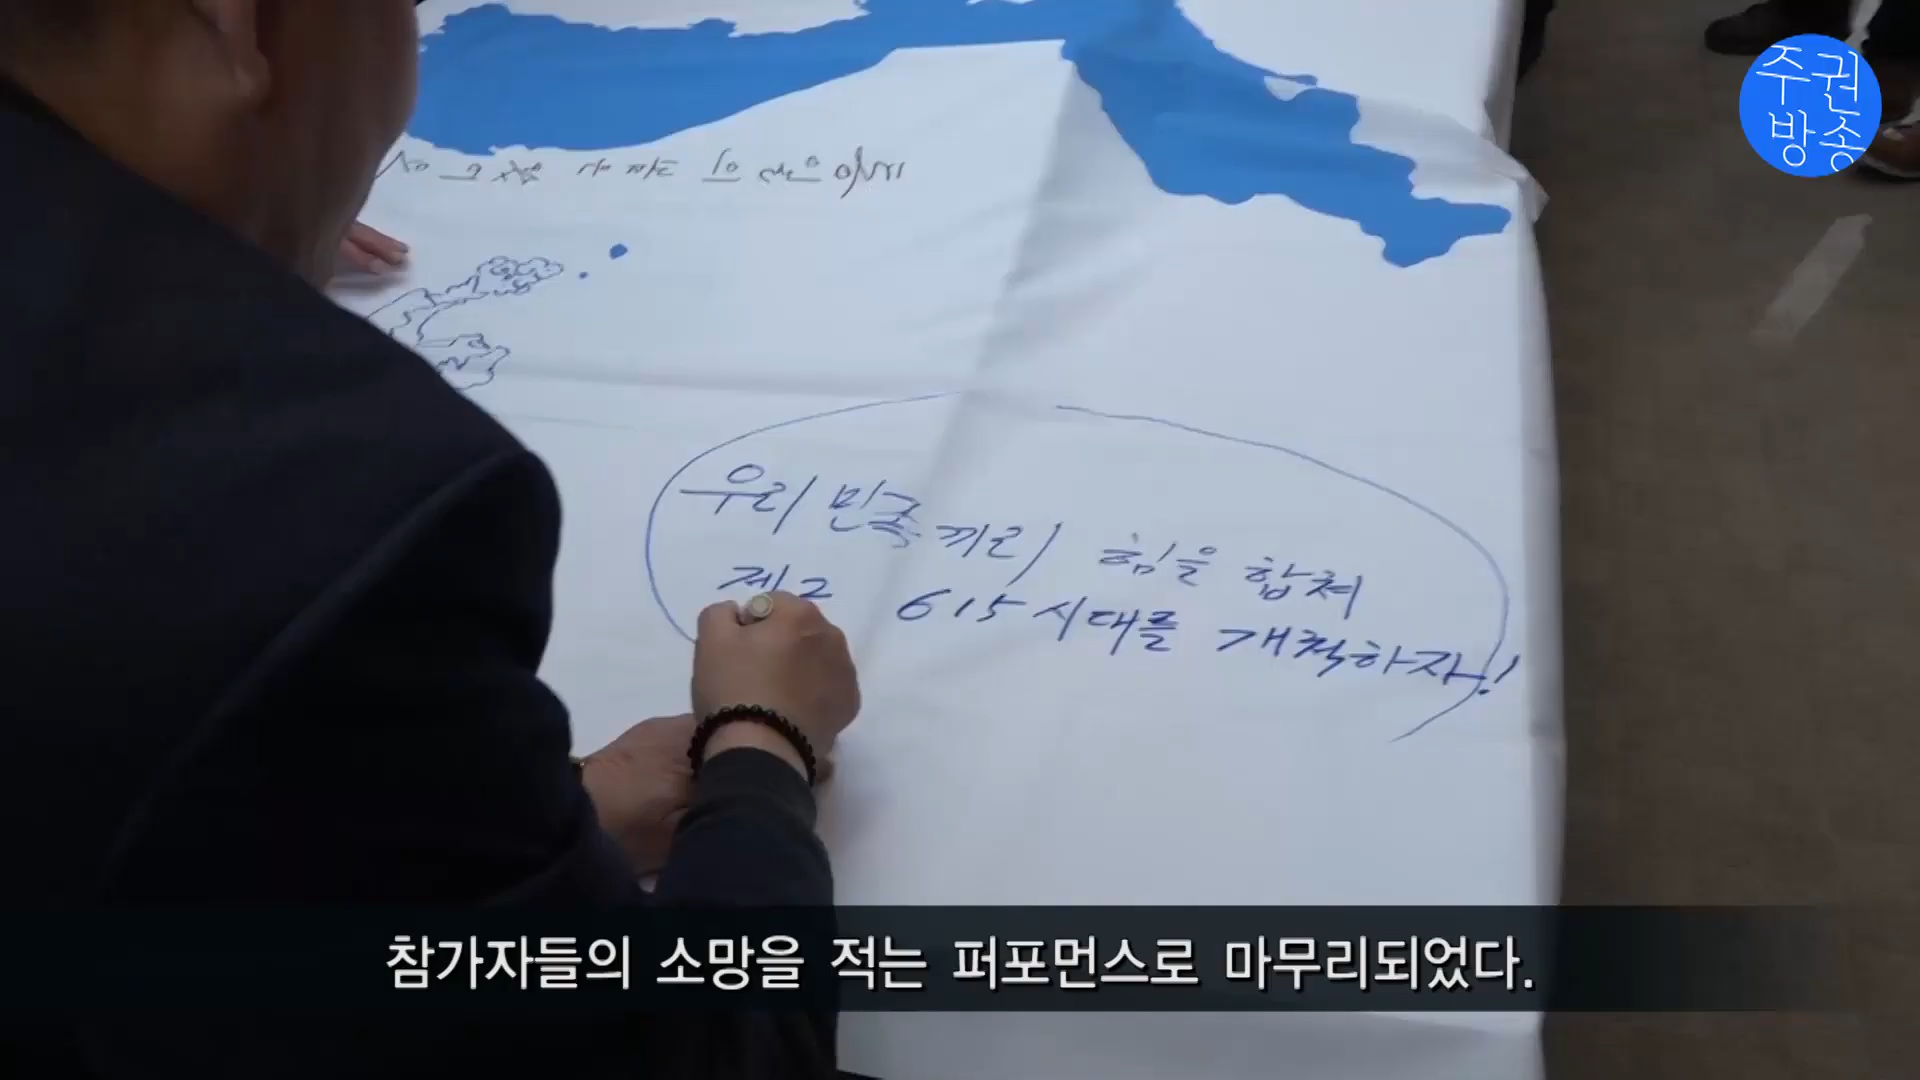 주권
방송
우리 민족끼리 힘을 합쳐
제2 615시대를 개척하자!
참가자들의 소망을 적는 퍼포먼스로 마무리되었다.